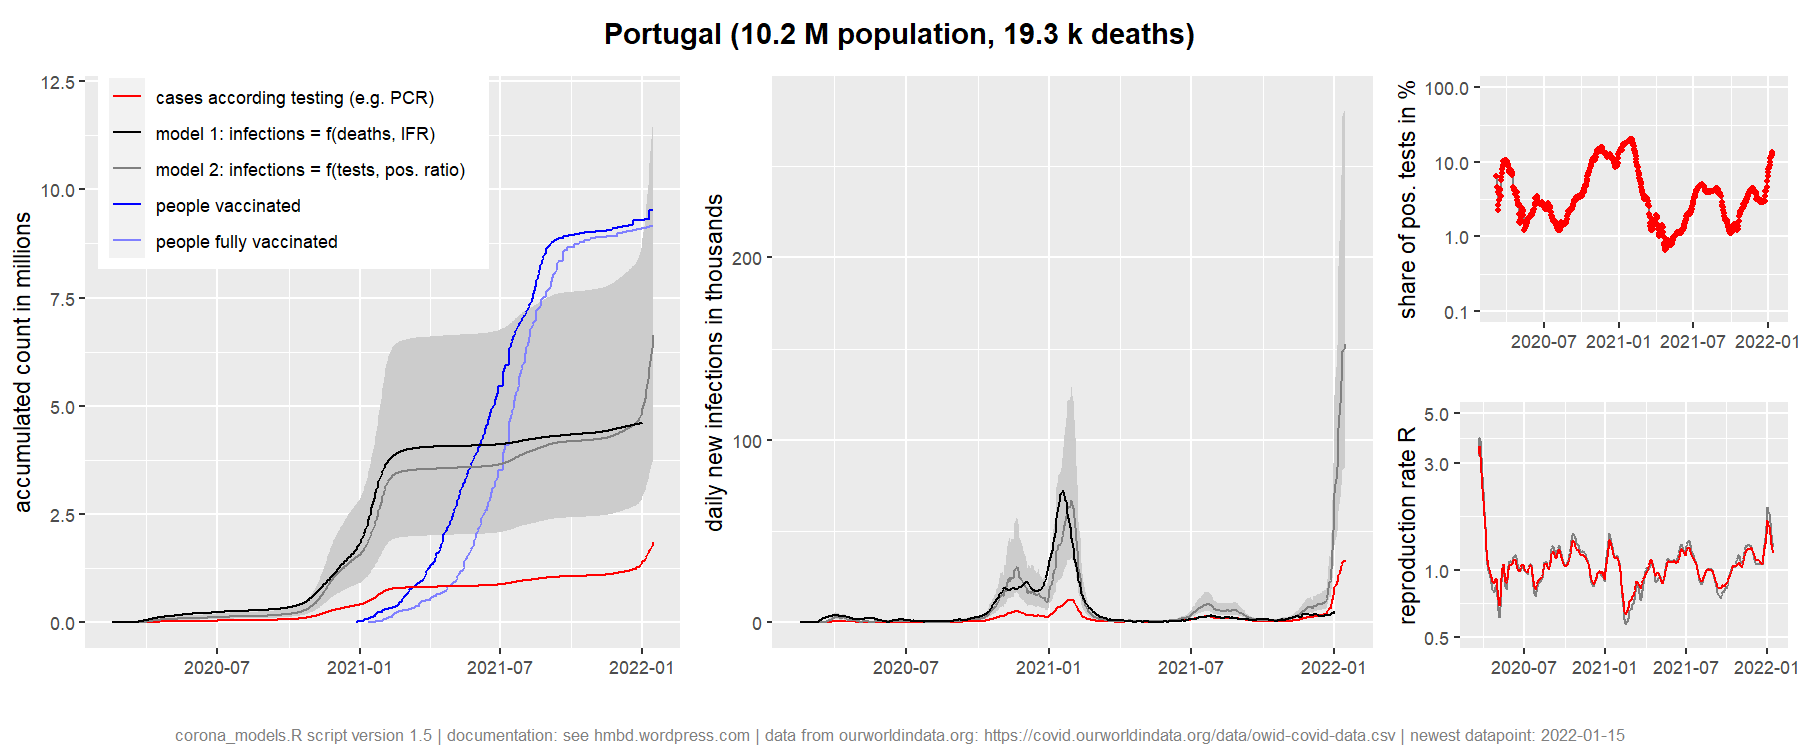 Portugal (10.2 M population, 19.3 k deaths)
accumulated count in millions
12.5
10.0
7.5
5.0
2.5
0.0
cases according testing (e.g. PCR)
model 1: infections = f(deaths, IFR)
model 2: infections = f(tests, pos. ratio)
people vaccinated
people fully vaccinated
2020-07 2021-01 2021-07 2022-01
daily new infections in thousands
200
100
0
2020-07 2021-01 2021-07 2022-01
share of pos. tests in %
100.0
10.0
1.0
0.1
2020-07 2021-01 2021-07 2022-01
reproduction rate R
5.0
3.0
1.0
0.5
2020-07 2021-01 2021-07 2022-01
corona_models.R script version 1.5 | documentation: see hmbd.wordpress.com | data from ourworldindata.org: https://covid.ourworldindata.org/data/owid-covid-data.csv | newest datapoint: 2022-01-15